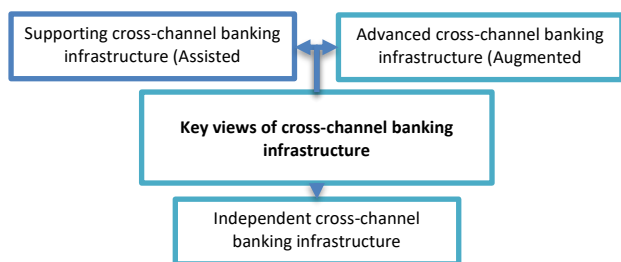 Supporting cross-channel banking
infrastructure (Assisted
Advanced cross-channel banking
infrastructure (Augmented
Key views of cross-channel banking
infrastructure
Independent cross-channel
banking infrastructure